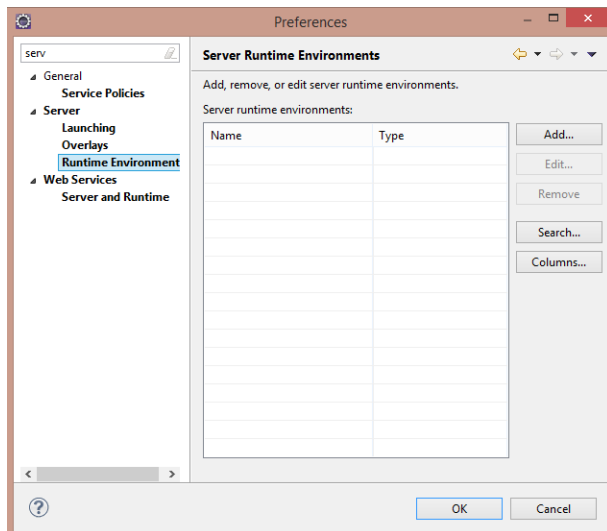 Preferences
serv
General
Service Policies
Server
Launching
Overlays
Runtime Environment
Web Services
Server and Runtime
Server Runtime Environments
Add, remove, or edit server runtime environments.
Server runtime environments:
Name Type
Add...
Edit...
Remove
Search...
Columns...
OK Cancel